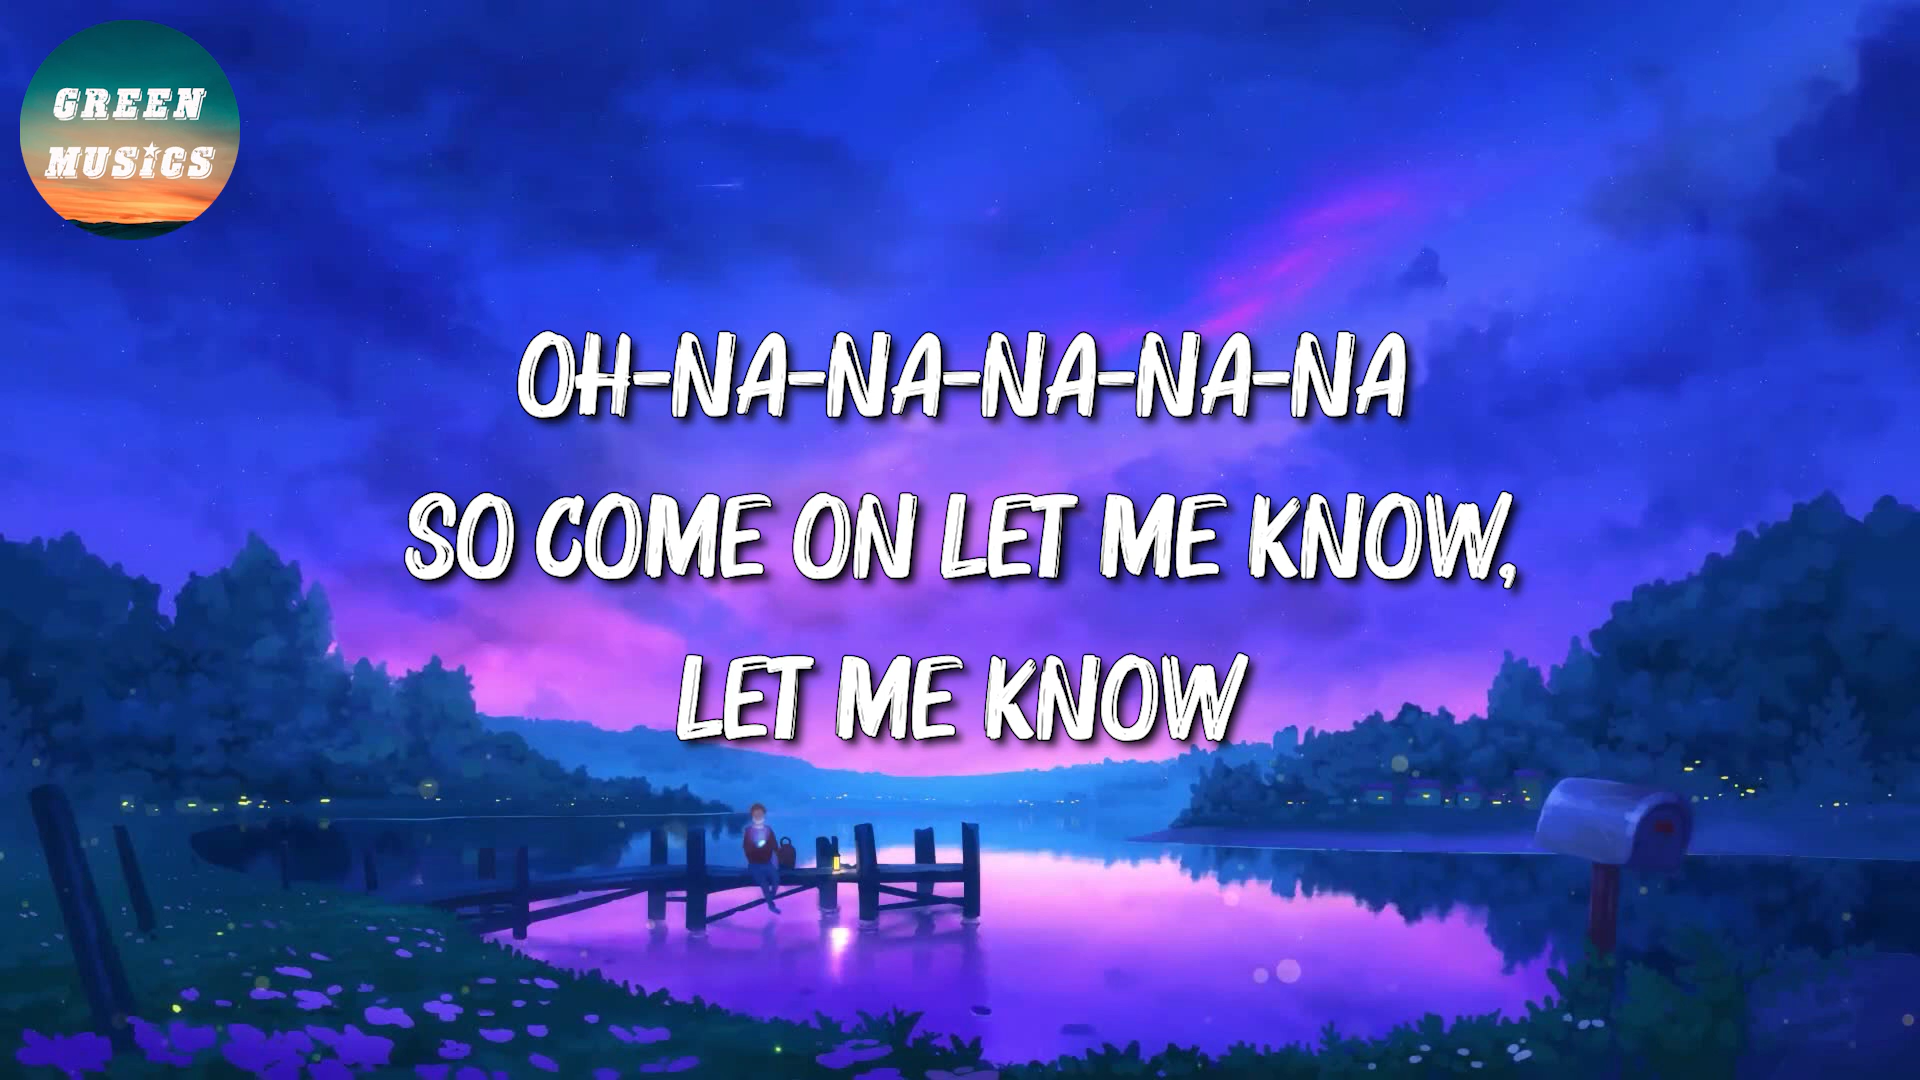 GREEN
MUSICS
OH-NA-NA-NA-NA-NA
SO COME ON LET ME KNOW,
LET ME KNOW